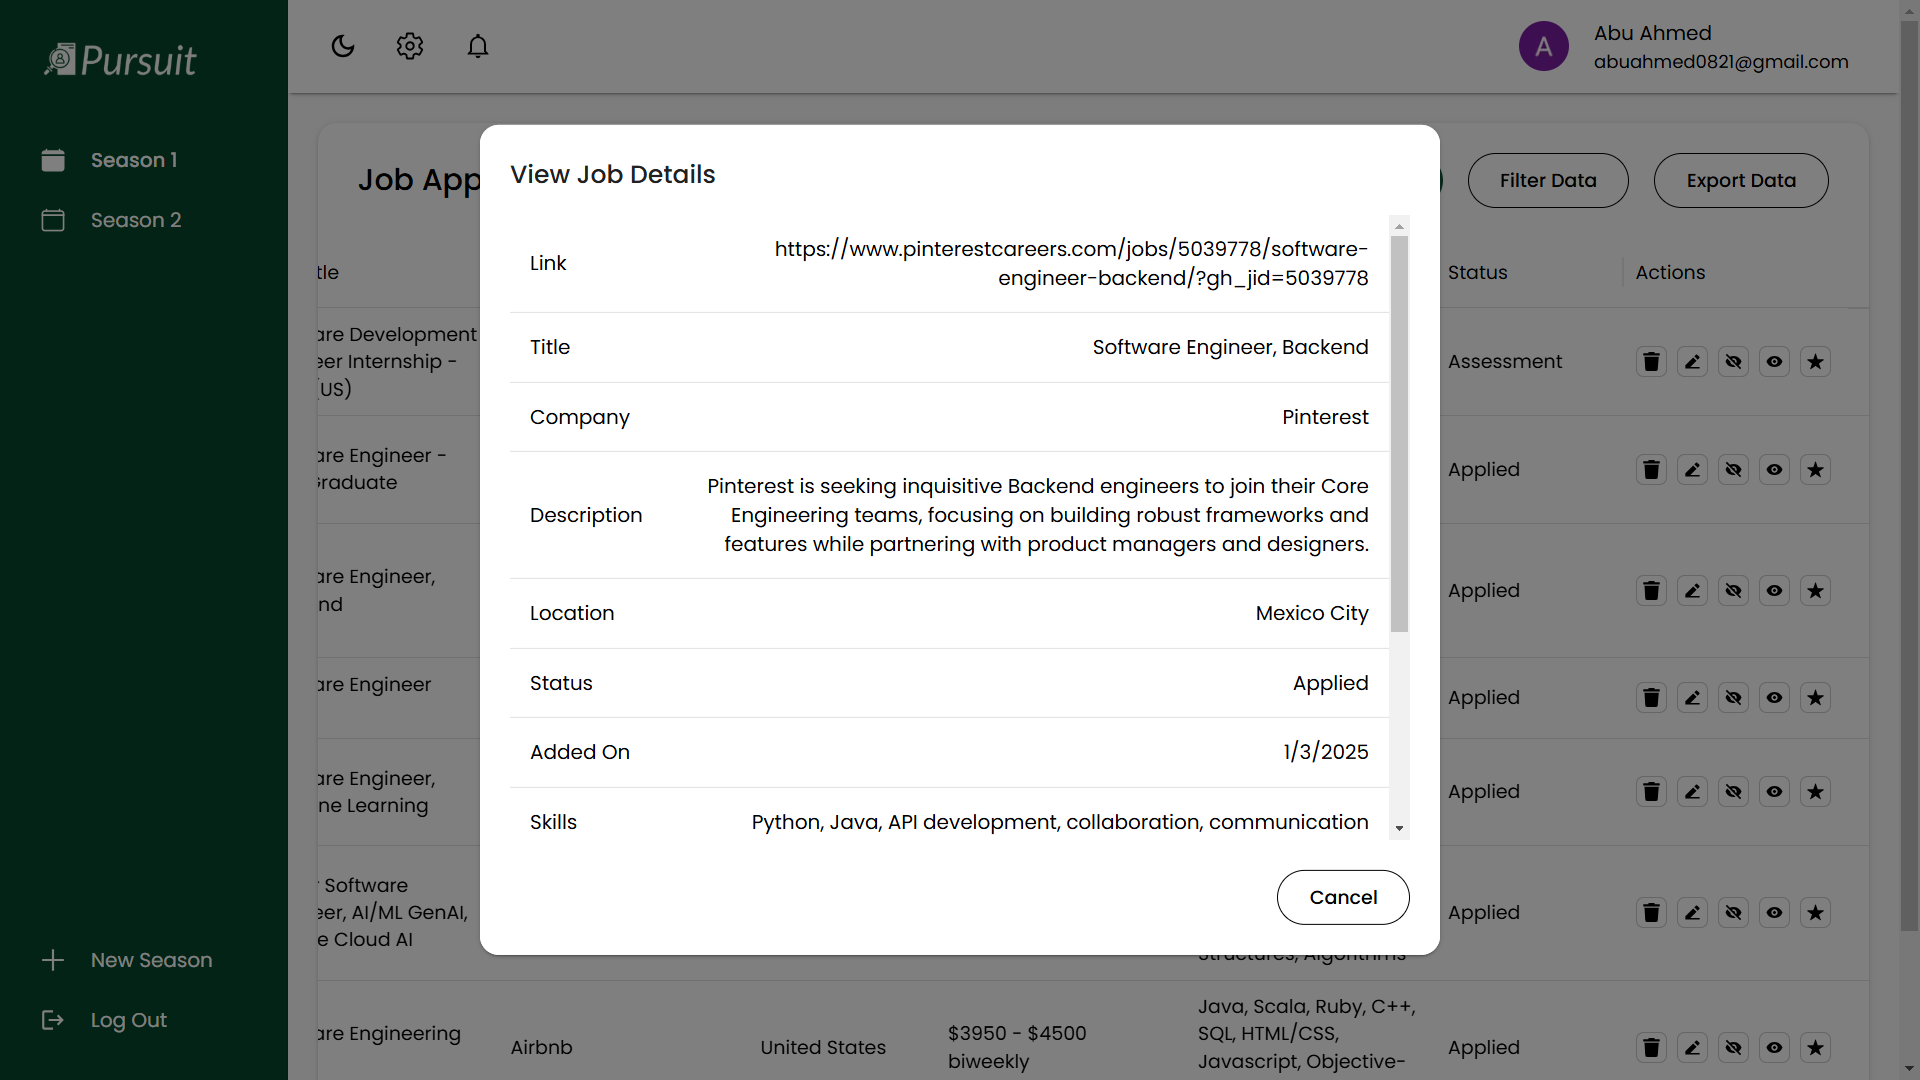 Pursuit
Season 1
Season 2
New Season
Log Out
A
Abu Ahmed
abuahmed0821@gmail.com
Job App
Filter Data
Export Data
tle
Status
Actions
are Development
eer Internship -
(US)
Assessment
are Engineer -
Graduate
Applied
are Engineer,
nd
Applied
are Engineer
Applied
are Engineer,
ne Learning
Applied
r Software
eer, AI/ML GenAI,
e Cloud AI
Structures, Algorithms
Applied
are Engineering
Airbnb
United States
$3950 - $4500
biweekly
Java, Scala, Ruby, C++,
SQL, HTML/CSS,
Javascript, Objective-
Applied
View Job Details
Link
https://www.pinterestcareers.com/jobs/5039778/software-
engineer-backend/?gh_jid=5039778
Title
Software Engineer, Backend
Company
Pinterest
Description
Pinterest is seeking inquisitive Backend engineers to join their Core
Engineering teams, focusing on building robust frameworks and
features while partnering with product managers and designers.
Location
Mexico City
Status
Applied
Added On
1/3/2025
Skills
Python, Java, API development, collaboration, communication
Cancel